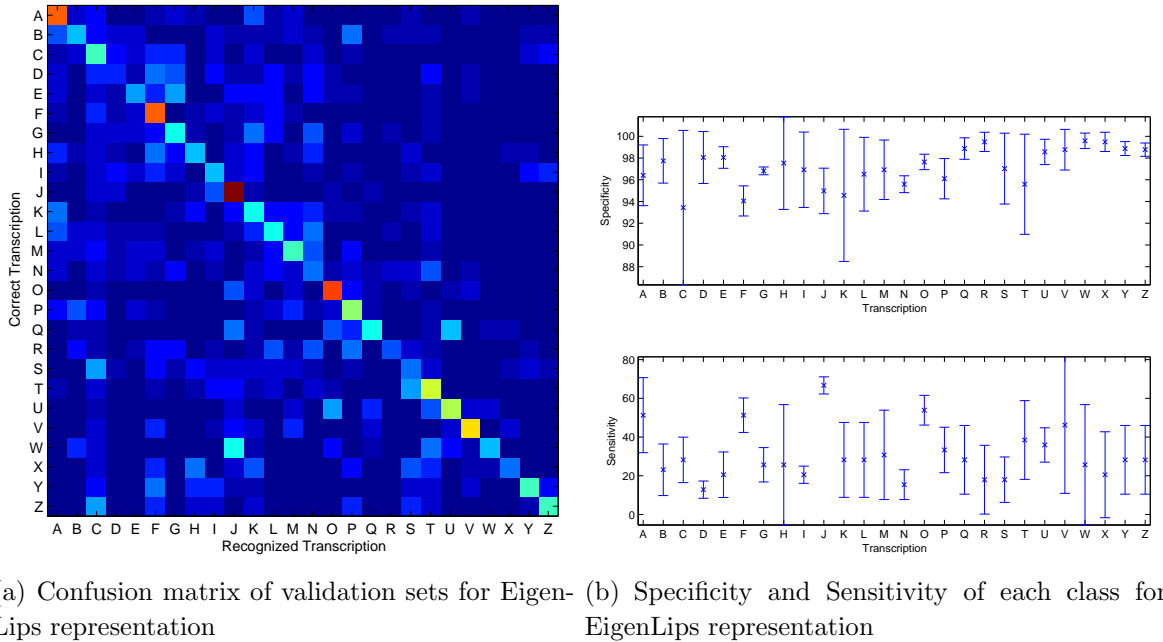 A
B
C
D
E
F
G
H
I
J
K
L
M
N
O
P
Q
R
S
T
U
V
W
X
Y
Z
Correct Transcription
A B C D E F G H I J K L M N O P Q R S T U V W X Y Z
Recognized Transcription
100
98
96
94
92
90
88
Specificity
A B C D E F G H I J K L M N O P Q R S T U V W X Y Z
Transcription
80
60
40
20
0
Sensitivity
A B C D E F G H I J K L M N O P Q R S T U V W X Y Z
Transcription
a) Confusion matrix of validation sets for Eigen-
Lips representation
(b) Specificity and Sensitivity of each class for
EigenLips representation